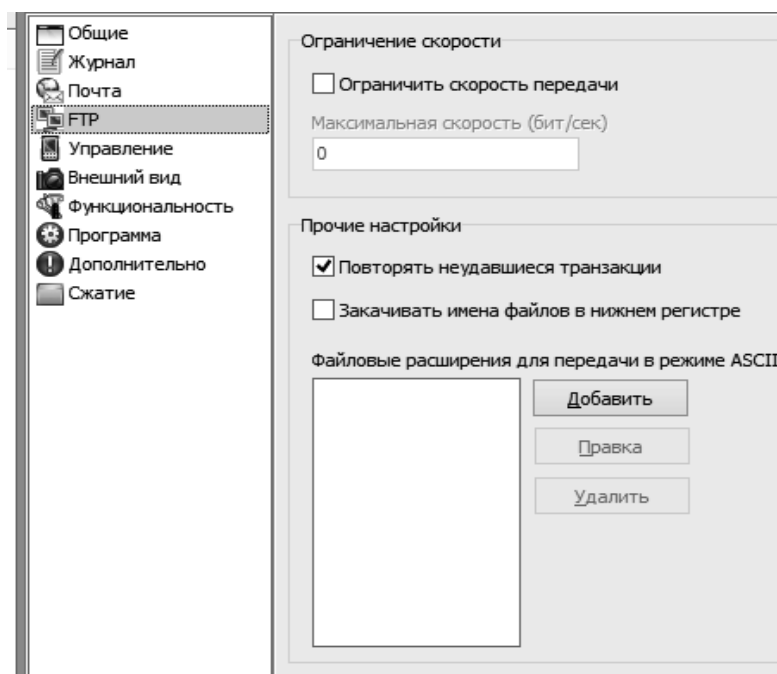 Общие
Журнал
Почта
FTP
Управление
Внешний вид
Функциональность
Программа
Дополнительно
Сжатие
Ограничение скорости
Ограничить скорость передачи
Максимальная скорость (бит/сек)
0
Прочие настройки
Повторять неудавшиеся транзакции
Закачивать имена файлов в нижнем регистре
Файловые расширения для передачи в режиме ASCII
Добавить
Правка
Удалить